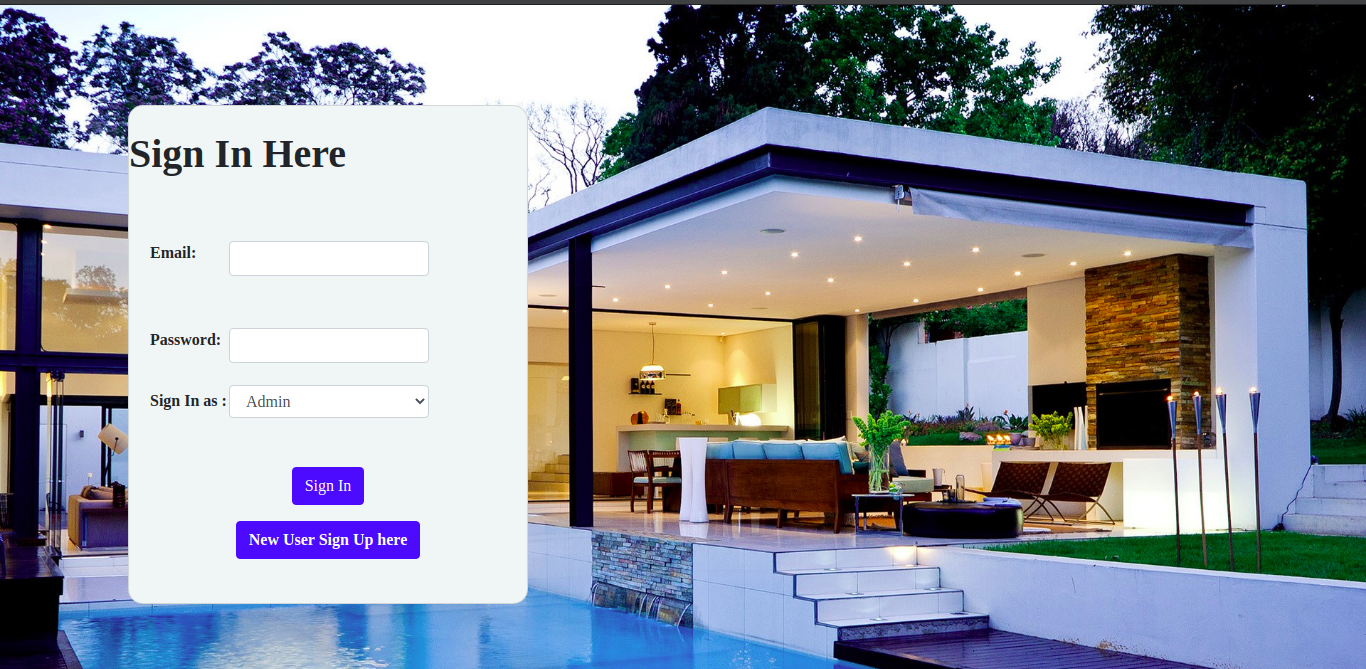 Sign In Here
Email:
Password:
Sign In as : Admin
Sign In
New User Sign Up here